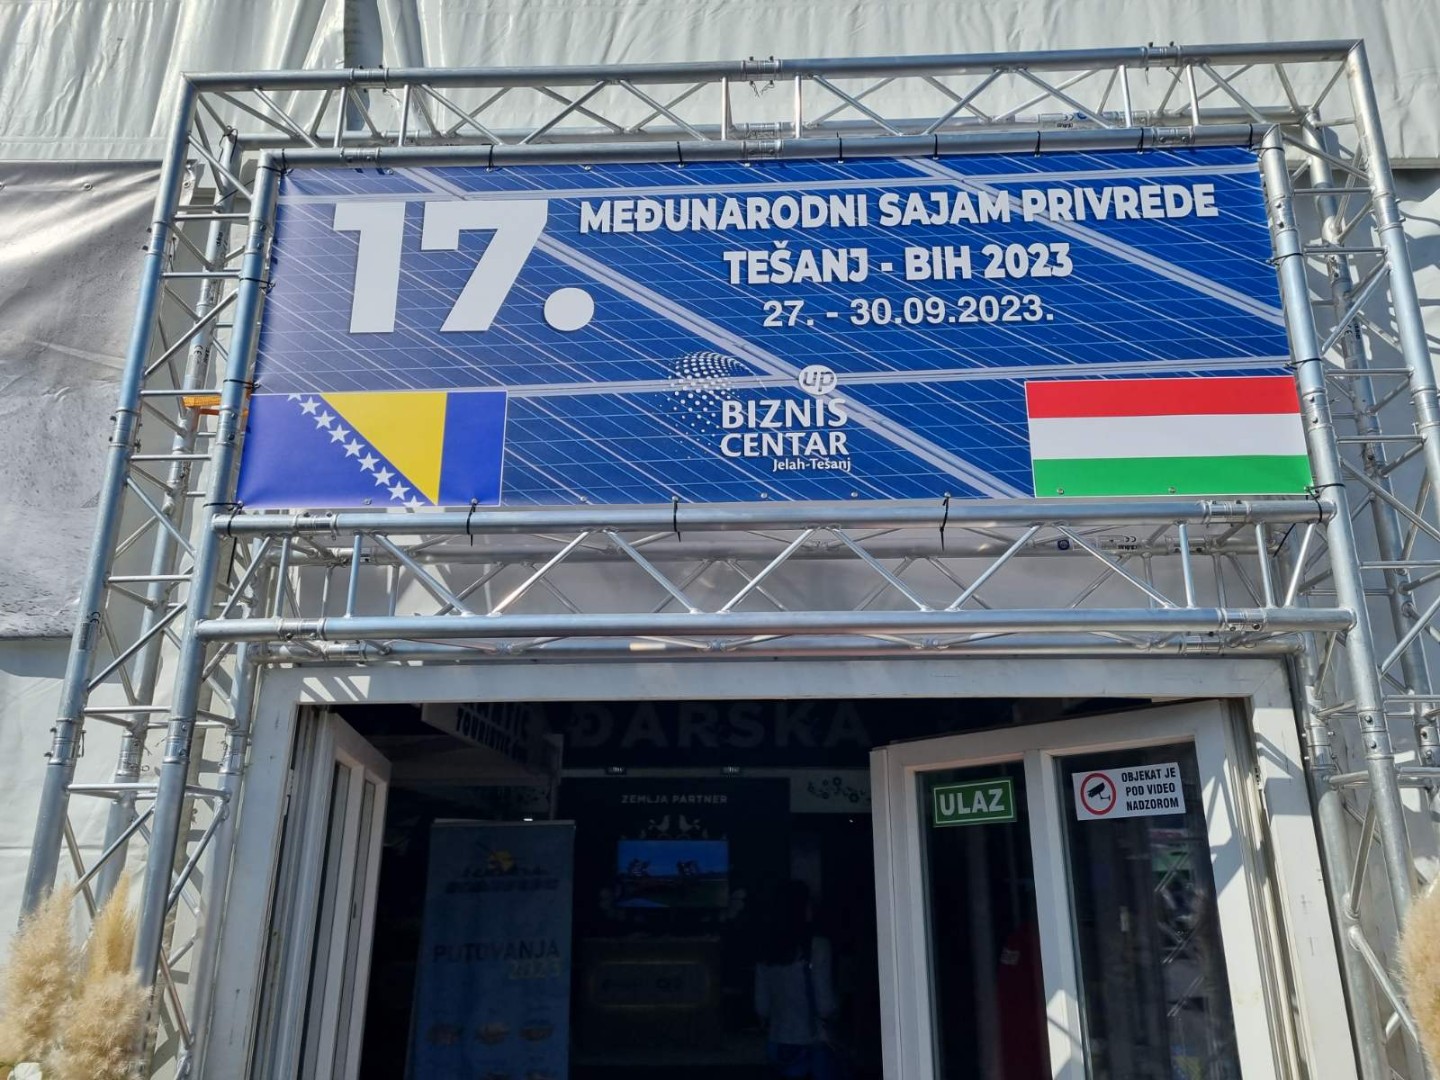 17.
MEĐUNARODNI SAJAM PRIVREDE
TEŠANJ - BIH 2023
27. - 30.09.2023.
up
BIZNIS
CENTAR
Jelah-Tešanj
TOURISTIC
ĐARSKA
ZEMLJA PARTNER
ULAZ
OBJEKAT JE
POD VIDEO
NADZOROM
PUTOVANJA
2023